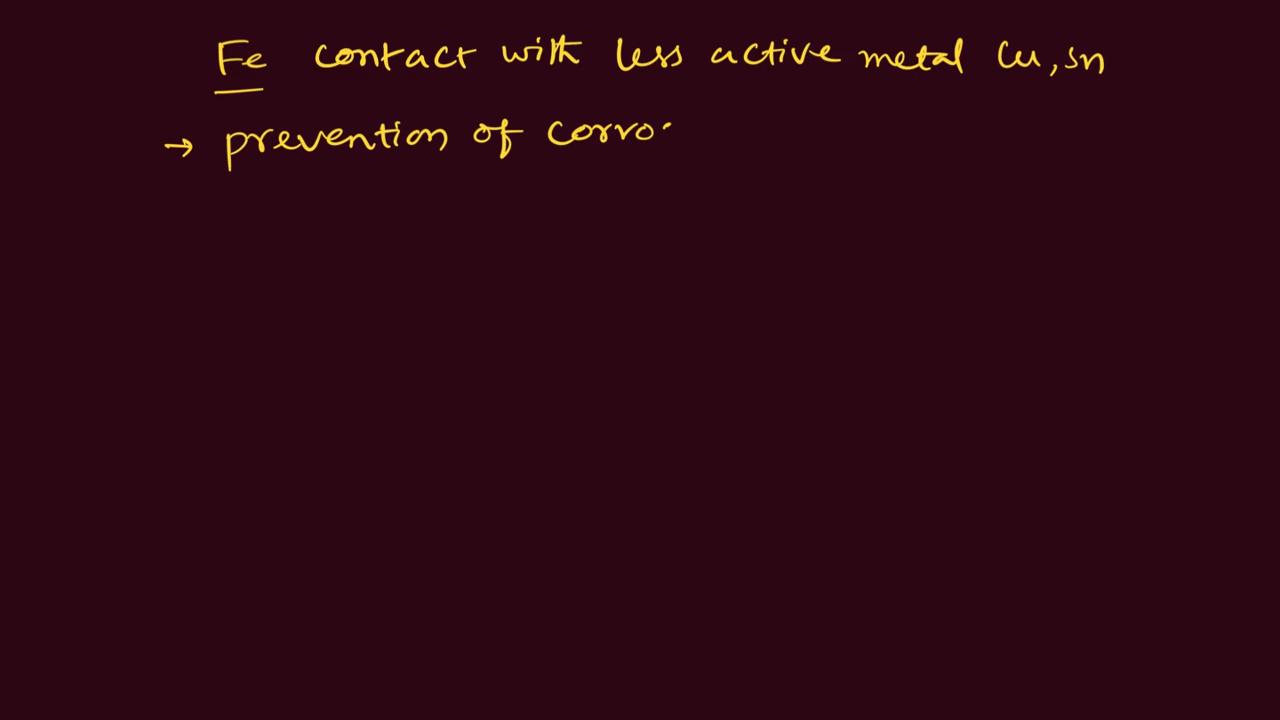 Fe contact with less active metal Cu, Sn
→ prevention of corro